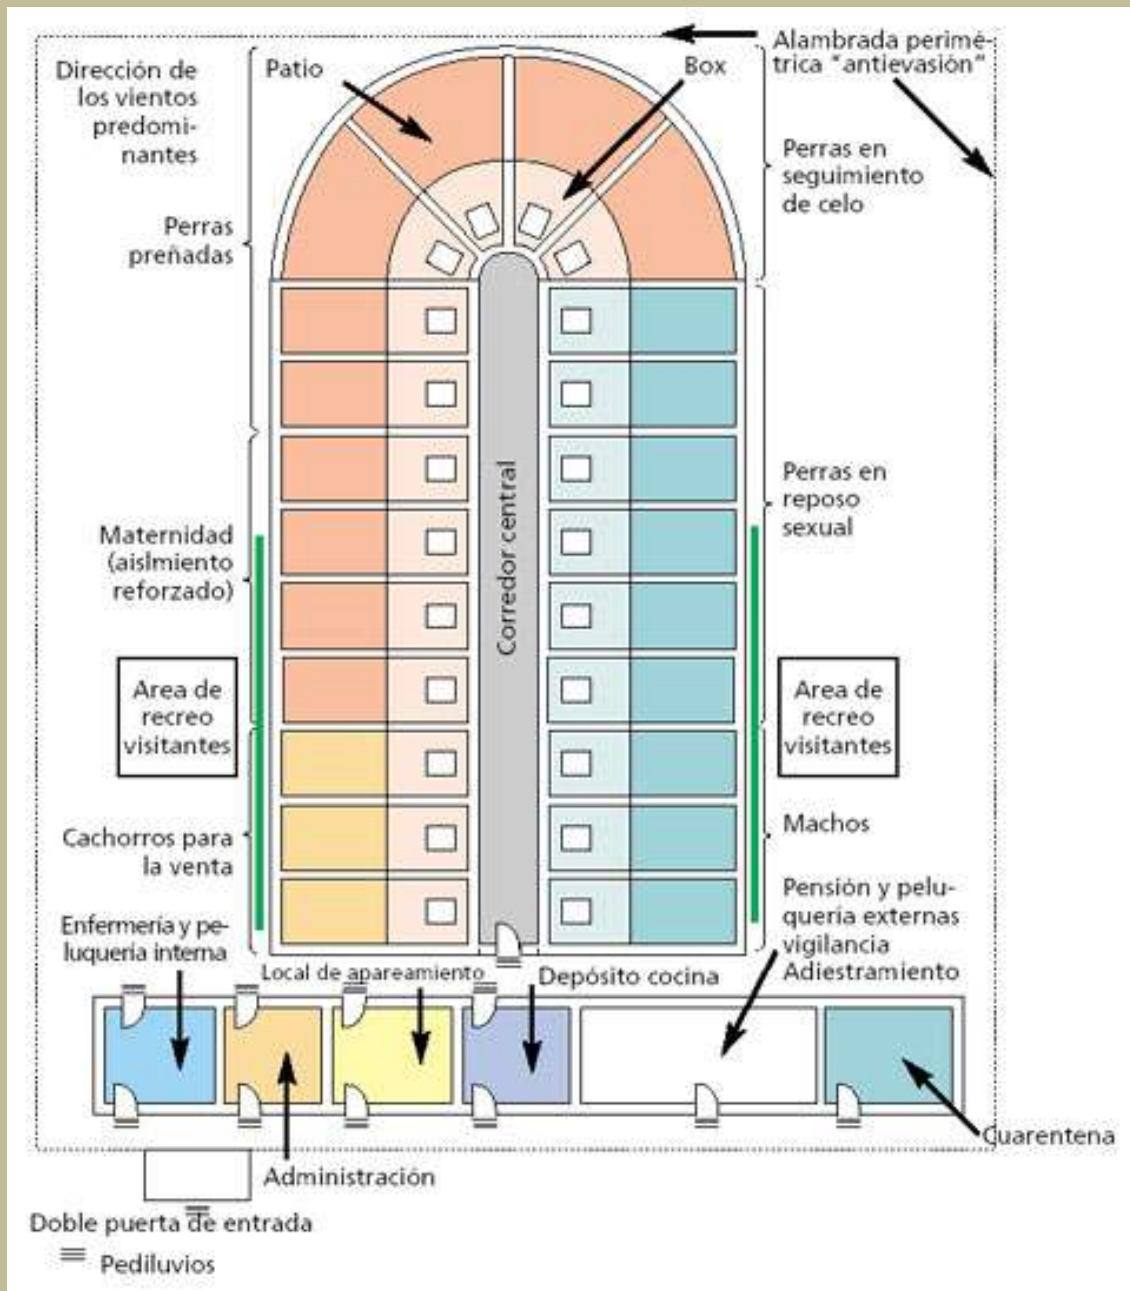 Dirección de
los vientos
predomi-
nantes
Patio
Box
Alambrada perimé-
trica "antievasión"
Perras en
seguimiento
de celo
Perras
preñadas
Corredor central
Perras en
reposo
sexual
Maternidad
(aislmiento
reforzado)
Area de
recreo
visitantes
Area de
recreo
visitantes
Cachorros para
la venta
Machos
Enfermería y pe-
luquería interna
Local de apareamiento
Depósito cocina
Pensión y pelu-
quería externas
vigilancia
Adiestramiento
Cuarentena
Administración
Doble puerta de entrada
Pediluvios